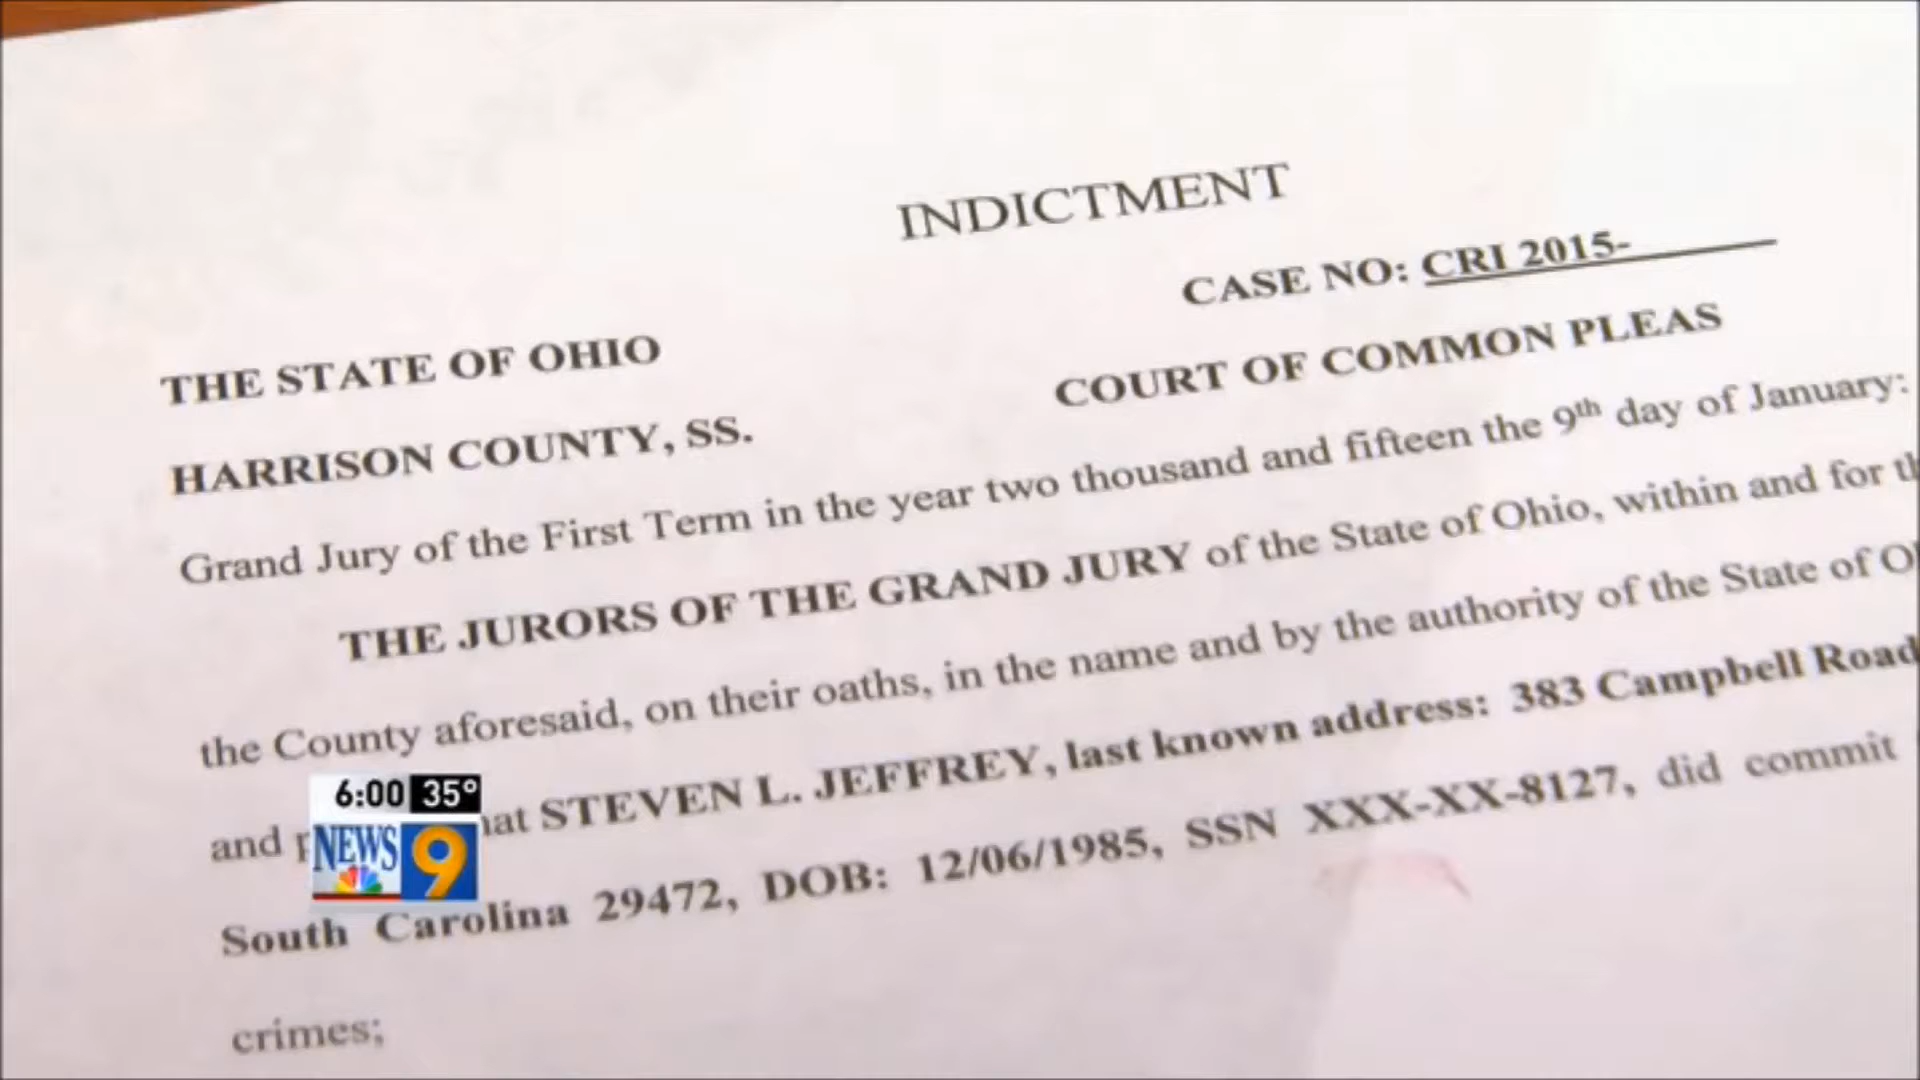 INDICTMENT
CASE NO: CRI 2015-
THE STATE OF OHIO
COURT OF COMMON PLEAS
HARRISON COUNTY, SS.
Grand Jury of the First Term in the year two thousand and fifteen the 9th day of January:
THE JURORS OF THE GRAND JURY of the State of Ohio, within and for
the County aforesaid, on their oaths, in the name and by the authority of the State of
and STEVEN L. JEFFREY, last known address: 383 Campbell Road
South Carolina 29472, DOB: 12/06/1985, SSN XXX-XX-8127, did commit
crimes;
6:00 35°
NEWS 9